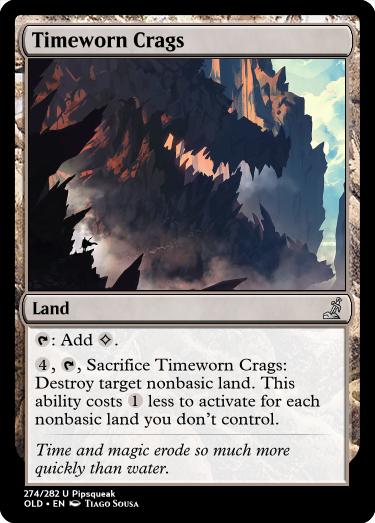 Timeworn Crags
Land
: Add .
4, , Sacrifice Timeworn Crags:
Destroy target nonbasic land. This
ability costs 1 less to activate for each
nonbasic land you don't control.
Time and magic erode so much more
quickly than water.
274/282 U Pipsqueak
OLD • EN Tiago Sousa